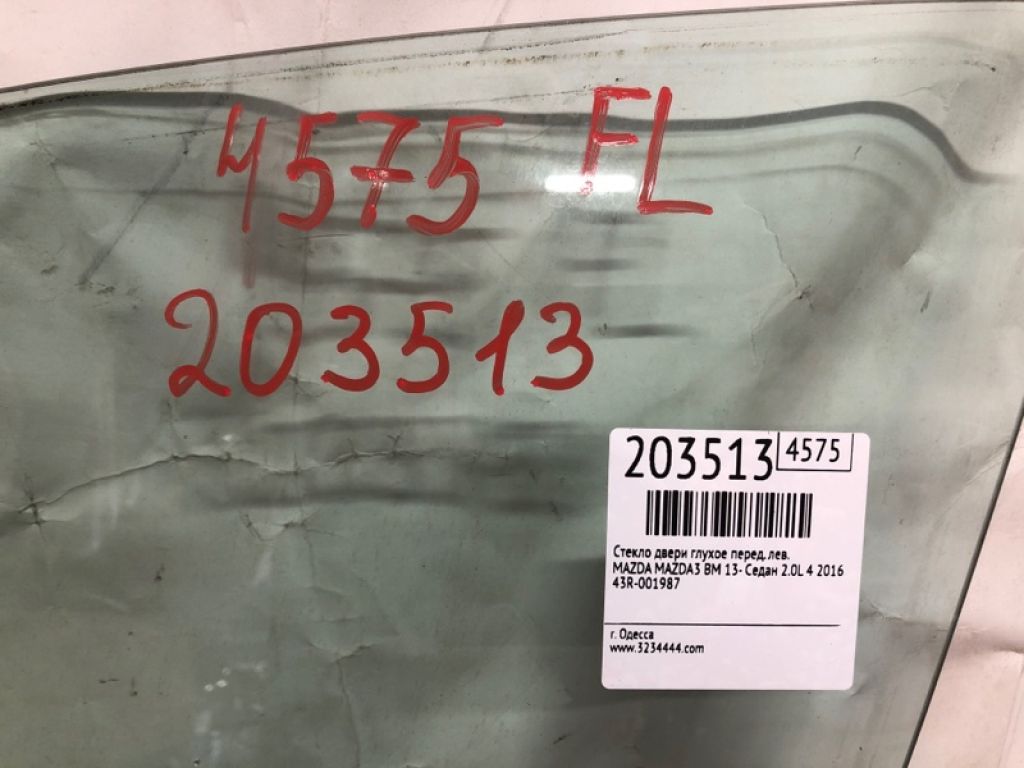 4575 FL
203513
203513 4575
Стекло двери глухое перед. лев.
MAZDA MAZDA3 BM 13- Седан 2.0L 4 2016
43R-001987
г. Одесса
www.3234444.com